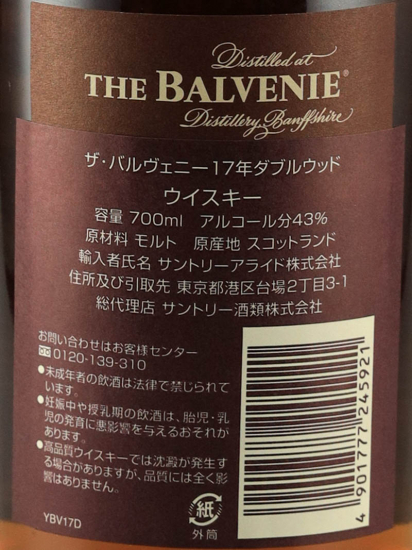 Distilled at
THE BALVENIE®
Distillery, Banffshire
ザ・バルヴェニー17年ダブルウッド
ウイスキー
容量 700ml アルコール分43%
原材料 モルト 原産地 スコットランド
輸入者氏名 サントリーアライド株式会社
住所及び引取先 東京都港区台場2丁目3-1
総代理店 サントリー酒類株式会社
お問い合わせはお客様センター
0120-139-310
●未成年者の飲酒は法律で禁じられて
います。
●妊娠中や授乳期の飲酒は、胎児・乳
児の発育に悪影響を与えるおそれが
あります。
●高品質ウイスキーでは沈澱が発生す
る場合がありますが、品質には全く影
響はありません。
4 901777 245921
紙
外筒
YBV17D